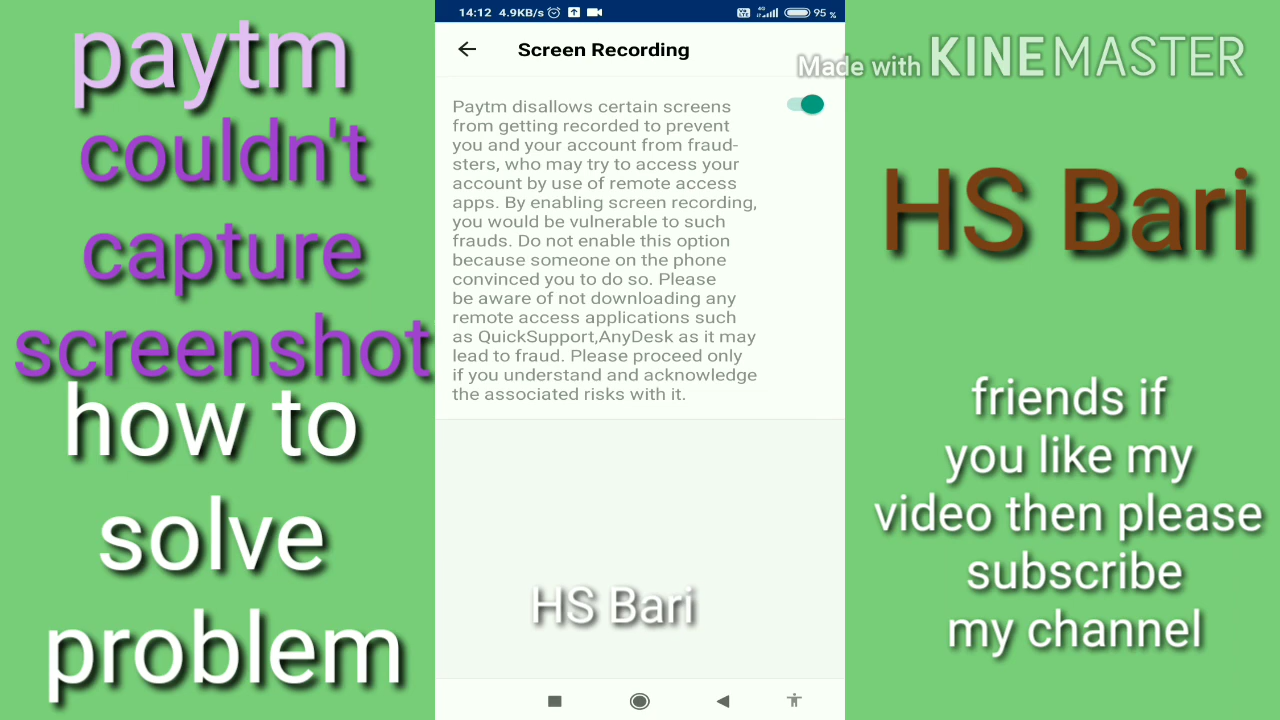 paytm
couldn't
capture
screenshot
how to
solve
problem
14:12 4.9KB/s 4G 95 %
Screen Recording
Paytm disallows certain screens
from getting recorded to prevent
you and your account from fraud-
sters, who may try to access your
account by use of remote access
apps. By enabling screen recording,
you would be vulnerable to such
frauds. Do not enable this option
because someone on the phone
convinced you to do so. Please
be aware of not downloading any
remote access applications such
as QuickSupport,AnyDesk as it may
lead to fraud. Please proceed only
if you understand and acknowledge
the associated risks with it.
HS Bari
Made with KINEMASTER
HS Bari
friends if
you like my
video then please
subscribe
my channel